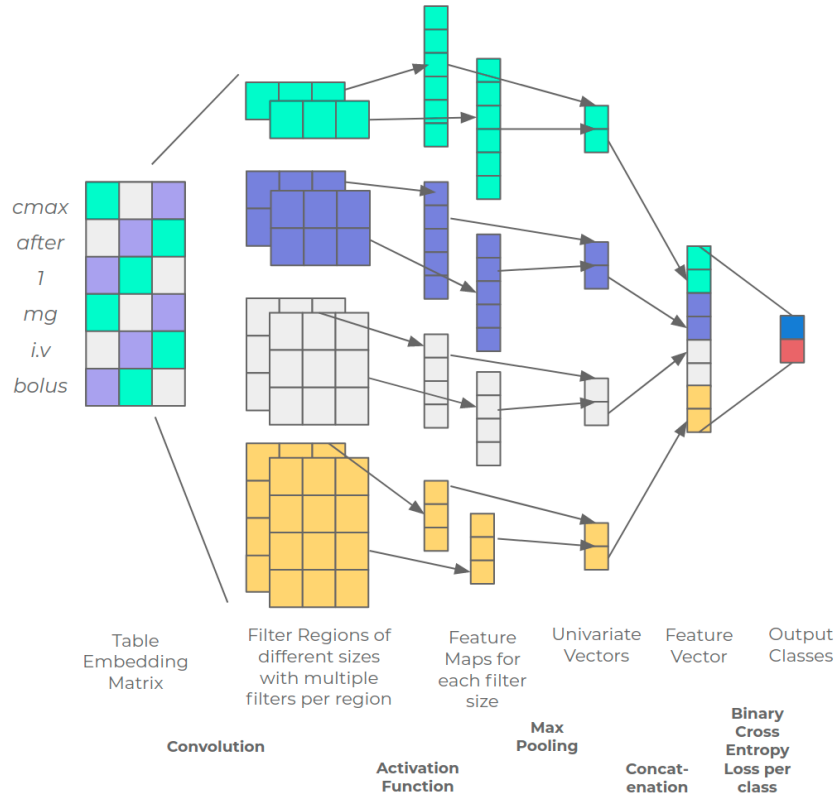 cmax
after
1
mg
i.v
bolus
Table
Embedding
Matrix
Filter Regions of
different sizes
with multiple
filters per region
Feature
Maps for
each filter
size
Univariate
Vectors
Feature
Vector
Output
Classes
Convolution
Activation
Function
Max
Pooling
Concat-
enation
Binary
Cross
Entropy
Loss per
class